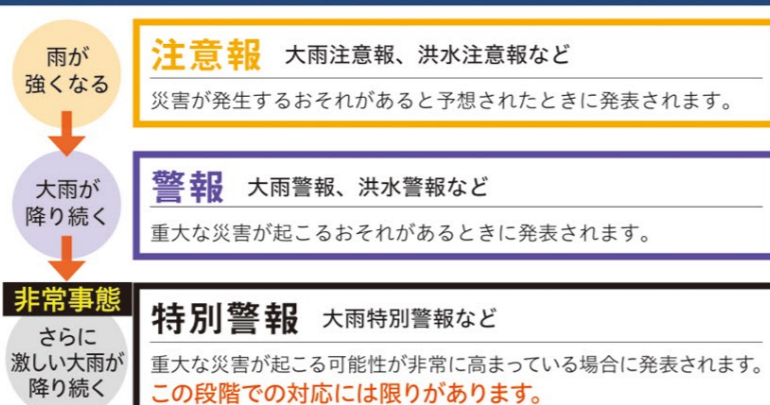 雨が
強くなる
注意報 大雨注意報、洪水注意報など
災害が発生するおそれがあると予想されたときに発表されます。
大雨が
降り続く
警報 大雨警報、洪水警報など
重大な災害が起こるおそれがあるときに発表されます。
非常事態
さらに
激しい大雨が
降り続く
特別警報 大雨特別警報など
重大な災害が起こる可能性が非常に高まっている場合に発表されます。
この段階での対応には限りがあります。